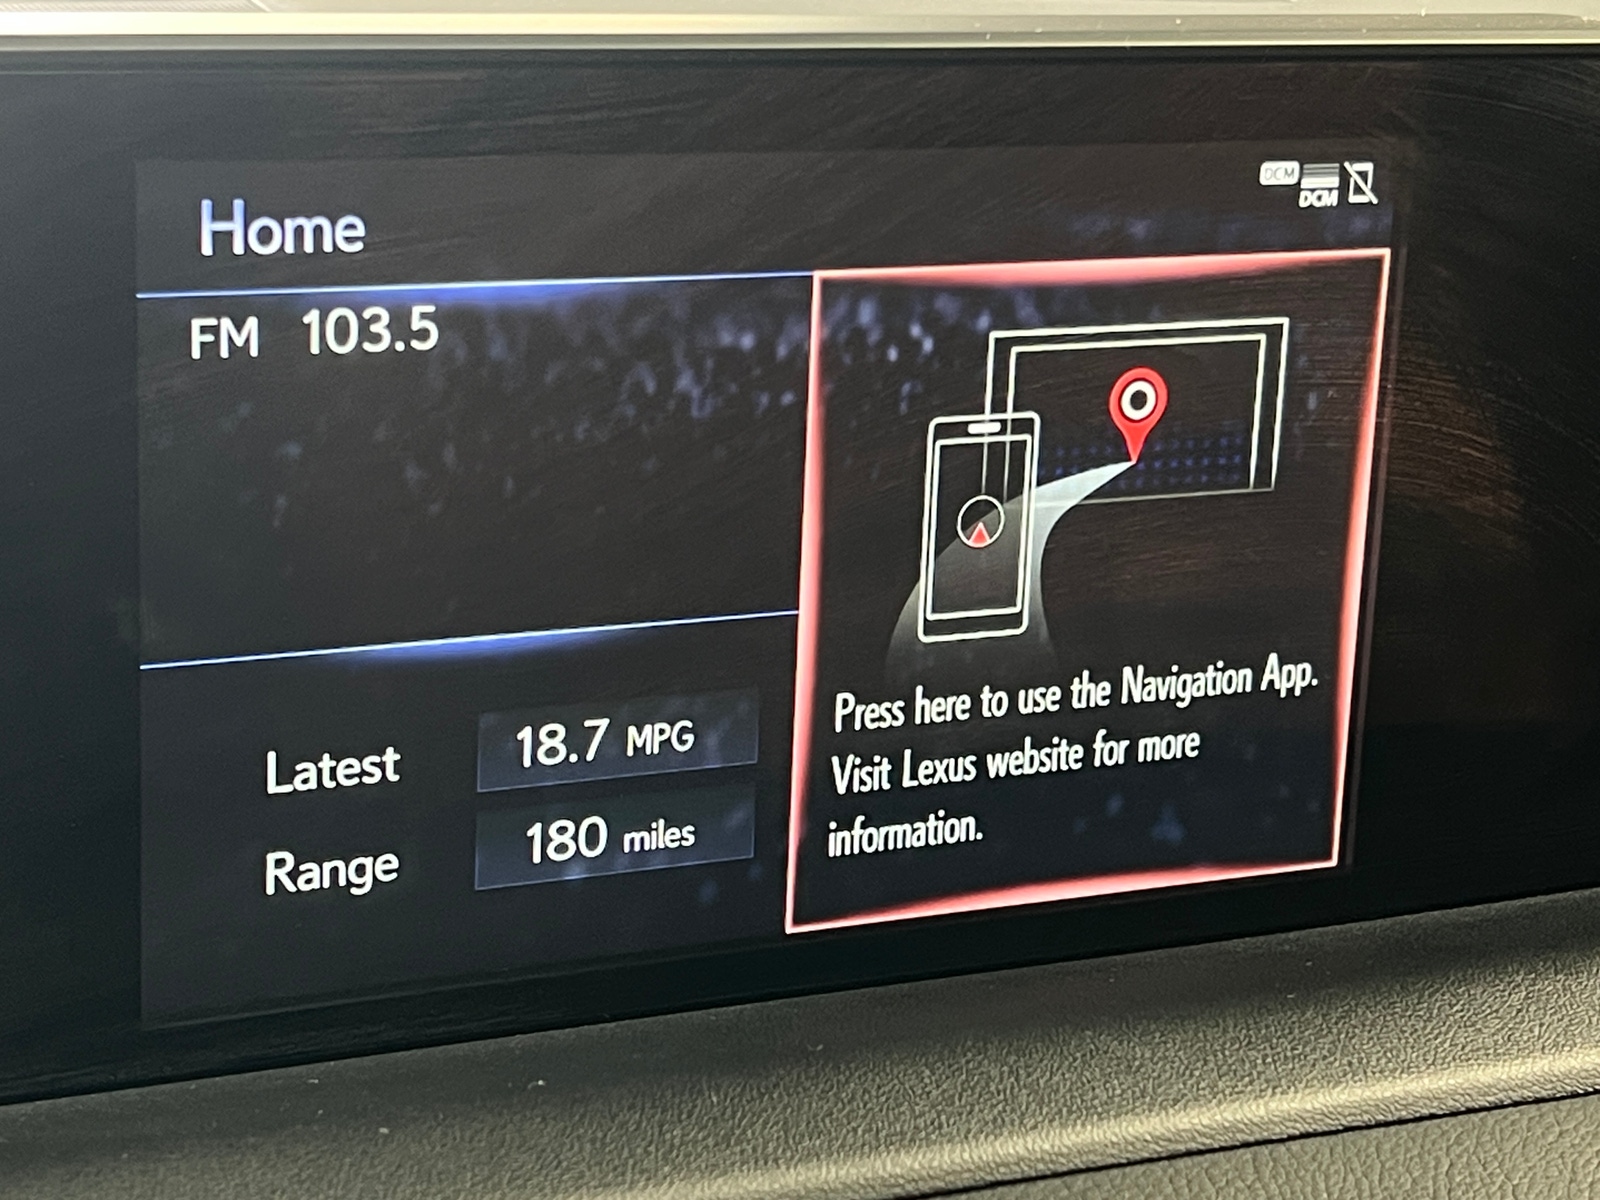 Home
DCM
DCM
FM 103.5
Latest 18.7 MPG
Range 180 miles
Press here to use the Navigation App.
Visit Lexus website for more
information.